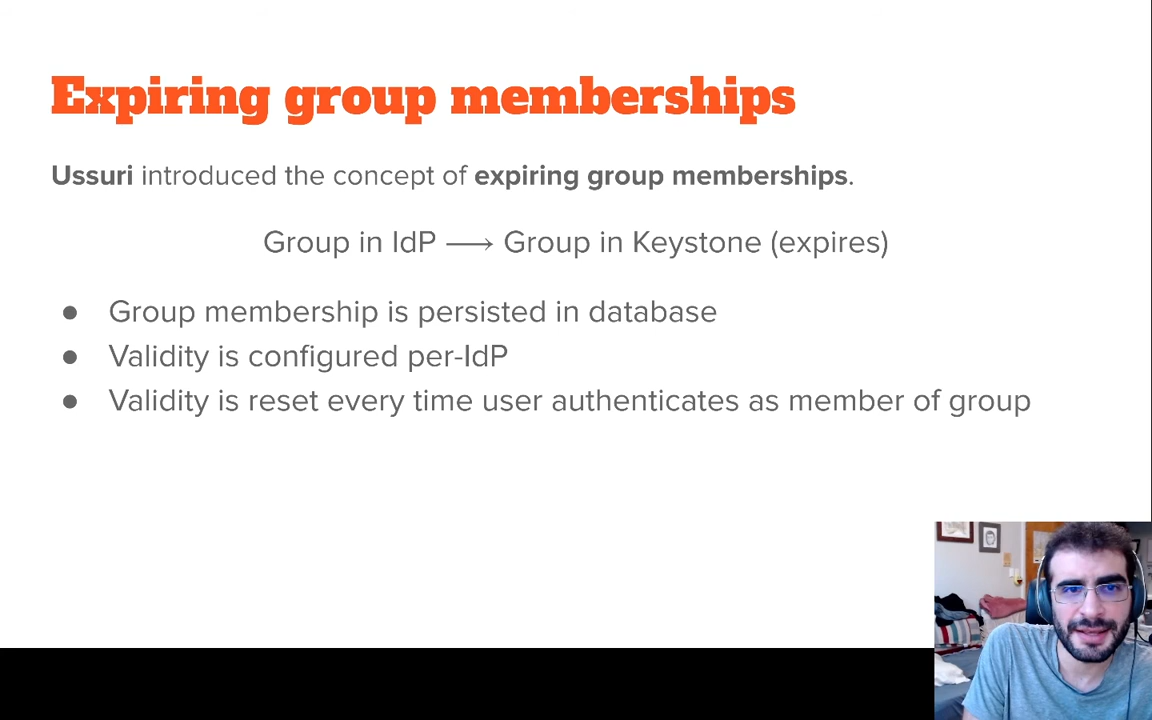 Expiring group memberships
Ussuri introduced the concept of expiring group memberships.
Group in IdP ⟶ Group in Keystone (expires)
● Group membership is persisted in database
● Validity is configured per-IdP
● Validity is reset every time user authenticates as member of group